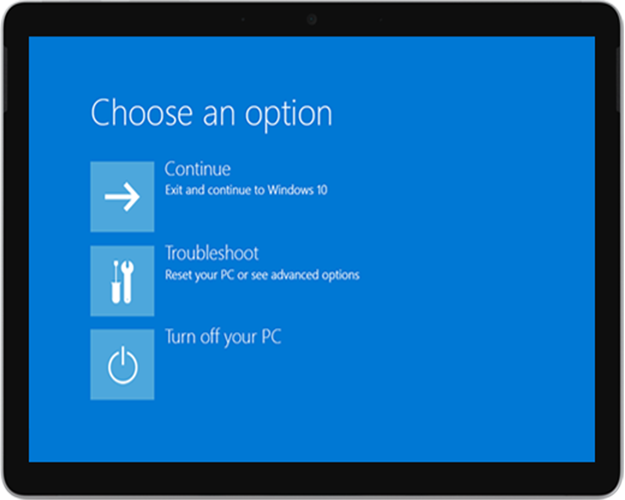 Choose an option
Continue
Exit and continue to Windows 10
Troubleshoot
Reset your PC or see advanced options
Turn off your PC